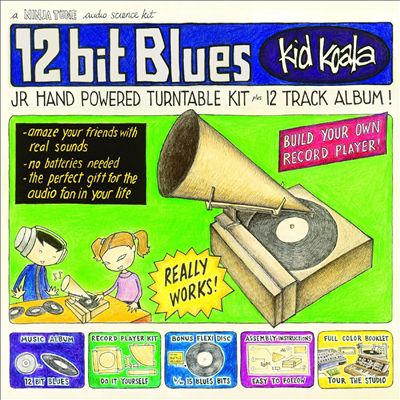 a NINJA TUNE audio science kit
12 bit Blues
Kid Koala
JR HAND POWERED TURNTABLE KIT plus 12 TRACK ALBUM!
- amaze your friends with
real sounds
- no batteries needed
- the perfect gift for the
audio fan in your life
BUILD YOUR OWN
RECORD PLAYER!
REALLY
WORKS!
MUSIC ALBUM
12 BIT BLUES
RECORD PLAYER KIT
DO IT YOURSELF
BONUS FLEXI DISC
15 BLUES BITS
ASSEMBLY INSTRUCTIONS
EASY TO FOLLOW
FULL COLOR BOOKLET
TOUR THE STUDIO